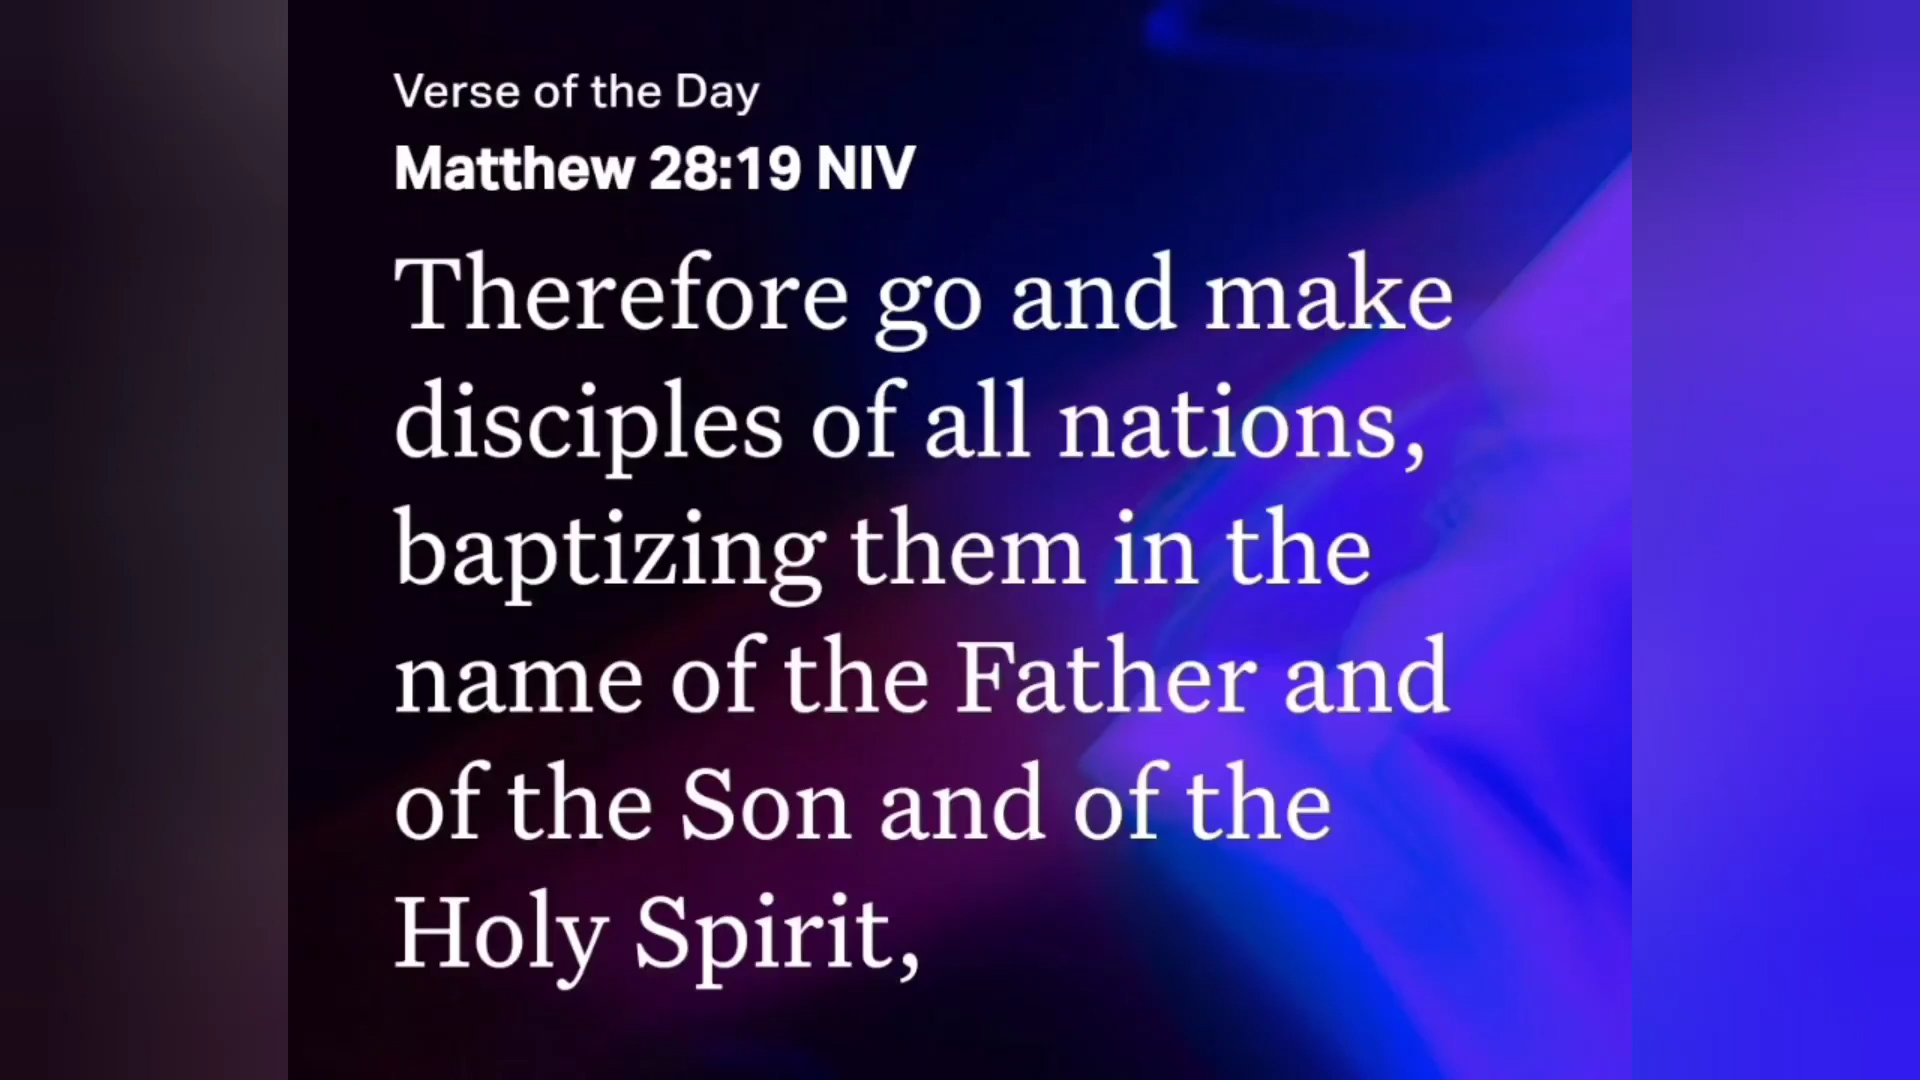 Verse of the Day
Matthew 28:19 NIV
Therefore go and make
disciples of all nations,
baptizing them in the
name of the Father and
of the Son and of the
Holy Spirit,